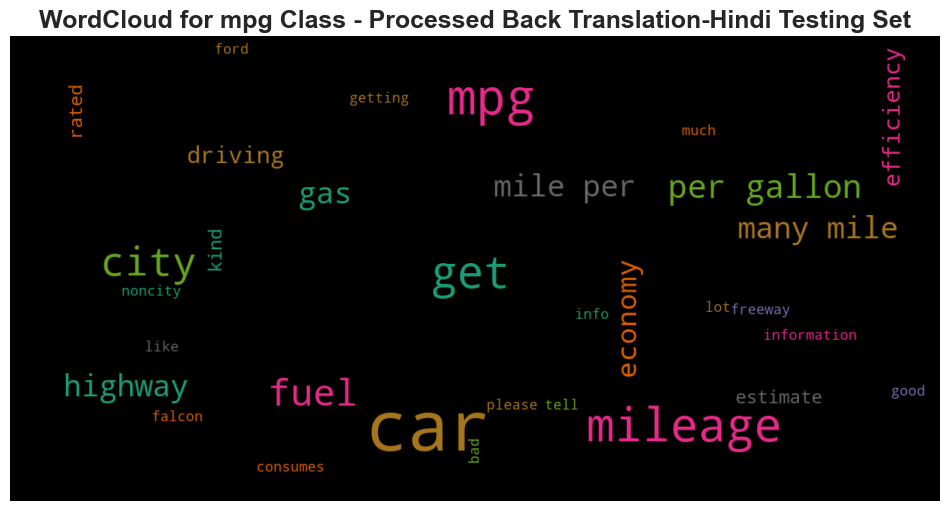 WordCloud for mpg Class - Processed Back Translation-Hindi Testing Set
ford
getting
mpg
rated
efficiency
much
driving
gas
mile per
per gallon
many mile
kind
city
get
noncity
economy
info
lot
freeway
information
like
highway
fuel
estimate
good
please
tell
falcon
car
mileage
bad
consumes